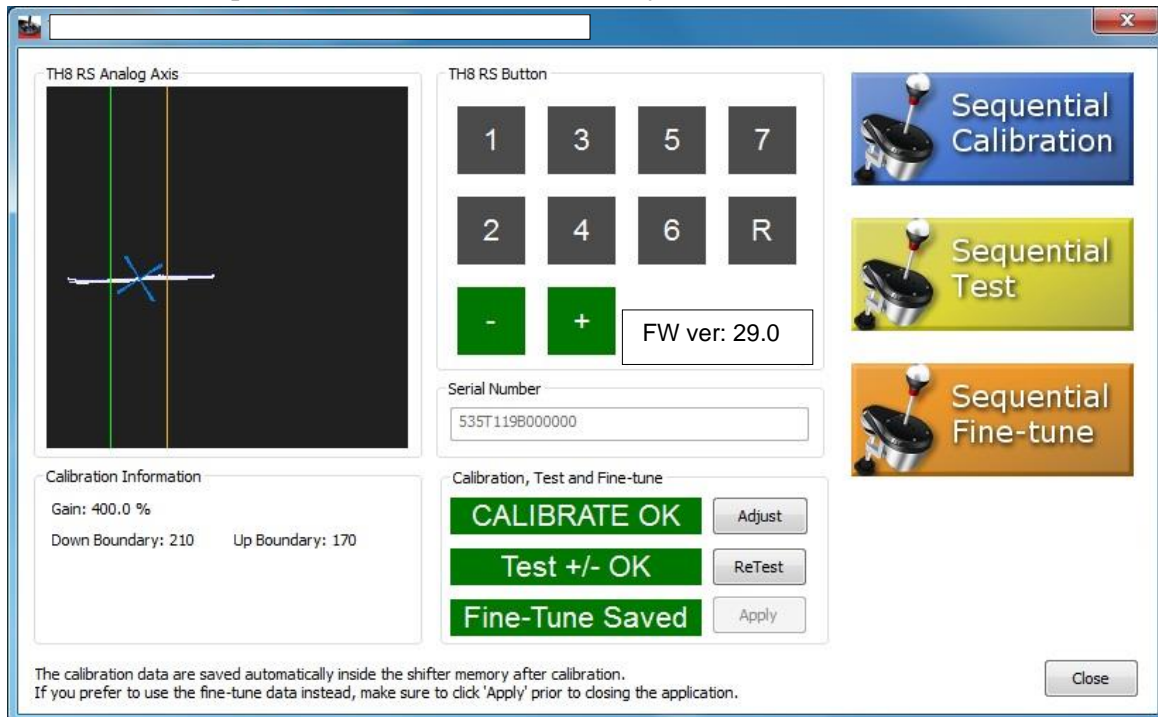 TH8 RS Analog Axis
TH8 RS Button
1 3 5 7
2 4 6 R
- +
FW ver: 29.0
Serial Number
535T119B000000
Calibration Information
Gain: 400.0 %
Down Boundary: 210 Up Boundary: 170
Calibration, Test and Fine-tune
CALIBRATE OK Adjust
Test +/- OK ReTest
Fine-Tune Saved Apply
Sequential
Calibration
Sequential
Test
Sequential
Fine-tune
The calibration data are saved automatically inside the shifter memory after calibration.
If you prefer to use the fine-tune data instead, make sure to click 'Apply' prior to closing the application.
Close